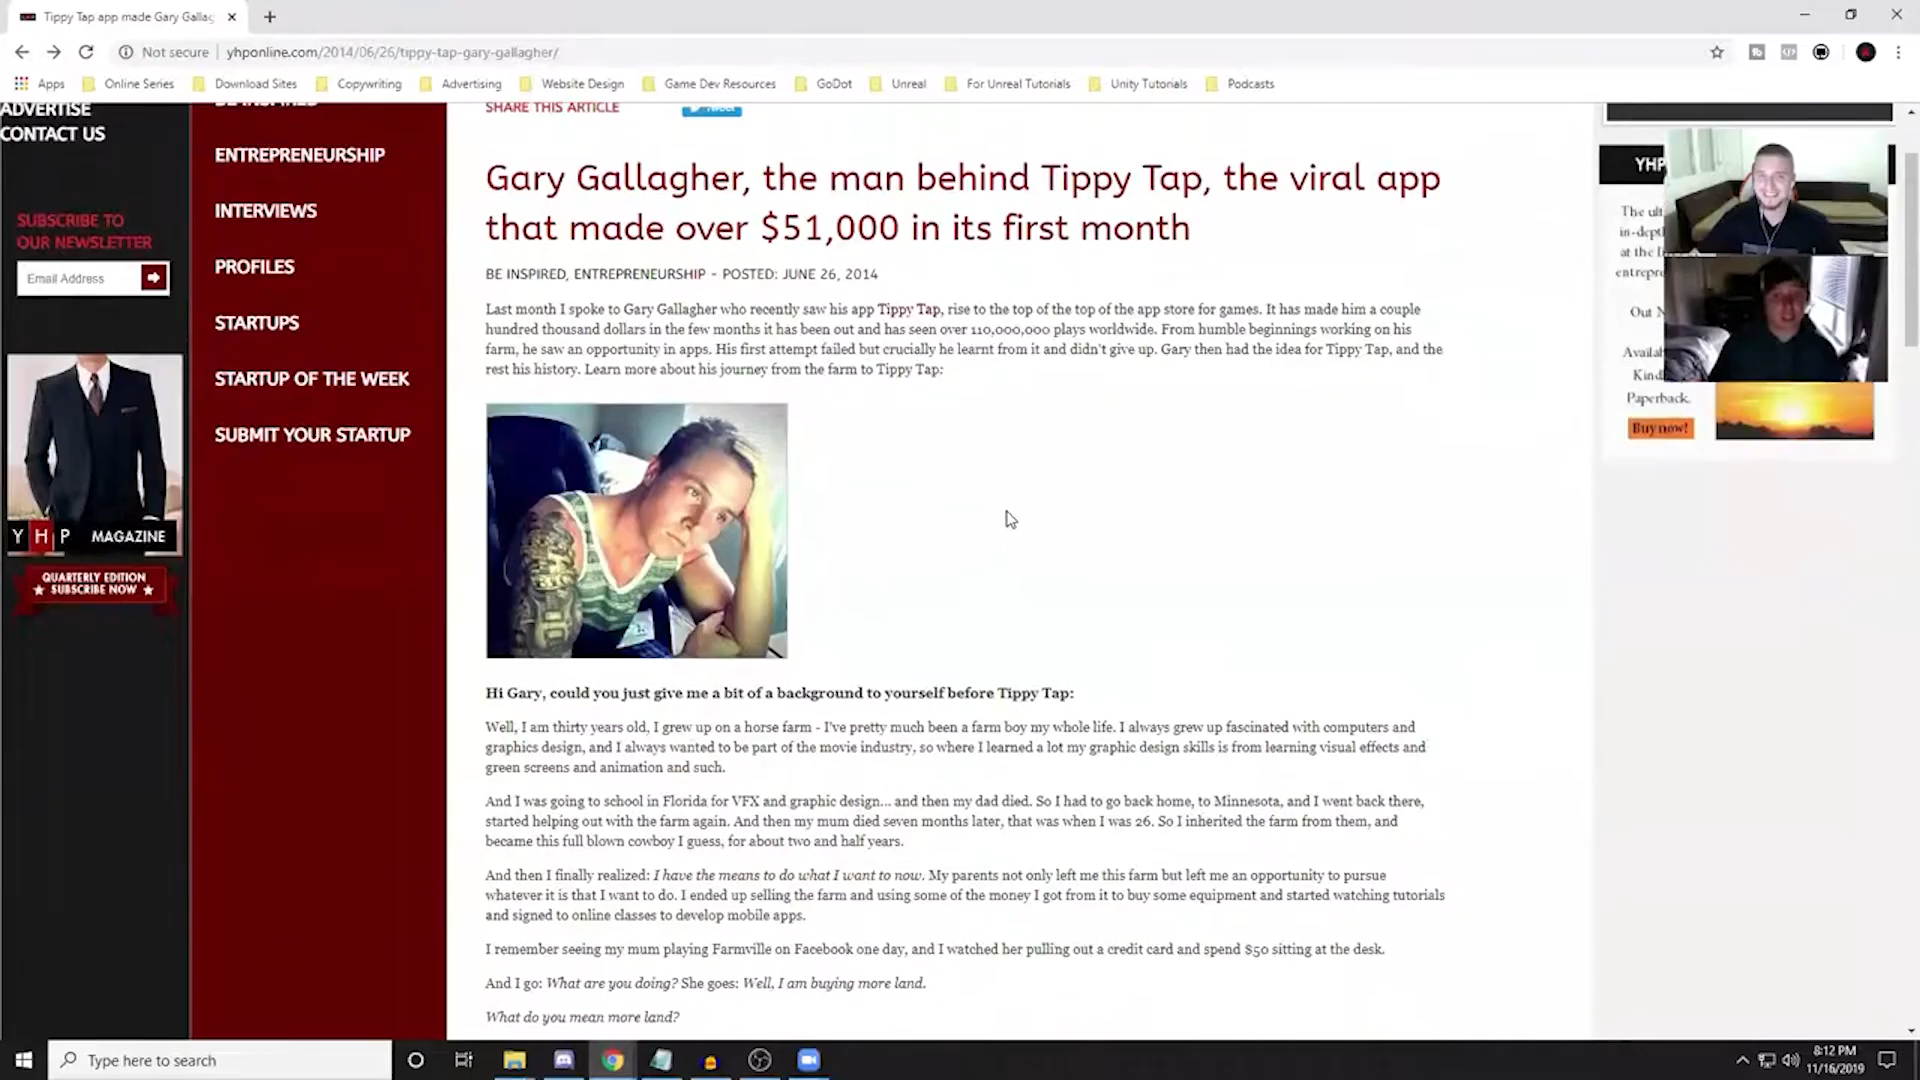 Tippy Tap app made Gary Gallag
Not secure
yhponline.com/2014/06/26/tippy-tap-gary-gallagher/
Apps
Online Series
Download Sites
Copywriting
Advertising
Website Design
Game Dev Resources
GoDot
Unreal
For Unreal Tutorials
Unity Tutorials
Podcasts
ADVERTISE
CONTACT US
SUBSCRIBE TO
OUR NEWSLETTER
Email Address
YHP MAGAZINE
QUARTERLY EDITION
SUBSCRIBE NOW
BE INSPIRED
ENTREPRENEURSHIP
INTERVIEWS
PROFILES
STARTUPS
STARTUP OF THE WEEK
SUBMIT YOUR STARTUP
SHARE THIS ARTICLE
Tweet
Gary Gallagher, the man behind Tippy Tap, the viral app
that made over $51,000 in its first month
BE INSPIRED, ENTREPRENEURSHIP - POSTED: JUNE 26, 2014
Last month I spoke to Gary Gallagher who recently saw his app Tippy Tap, rise to the top of the top of the app store for games. It has made him a couple
hundred thousand dollars in the few months it has been out and has seen over 110,000,000 plays worldwide. From humble beginnings working on his
farm, he saw an opportunity in apps. His first attempt failed but crucially he learnt from it and didn't give up. Gary then had the idea for Tippy Tap, and the
rest his history. Learn more about his journey from the farm to Tippy Tap:
Hi Gary, could you just give me a bit of a background to yourself before Tippy Tap:
Well, I am thirty years old, I grew up on a horse farm - I've pretty much been a farm boy my whole life. I always grew up fascinated with computers and
graphics design, and I always wanted to be part of the movie industry, so where I learned a lot my graphic design skills is from learning visual effects and
green screens and animation and such.
And I was going to school in Florida for VFX and graphic design... and then my dad died. So I had to go back home, to Minnesota, and I went back there,
started helping out with the farm again. And then my mum died seven months later, that was when I was 26. So I inherited the farm from them, and
became this full blown cowboy I guess, for about two and half years.
And then I finally realized: I have the means to do what I want to now. My parents not only left me this farm but left me an opportunity to pursue
whatever it is that I want to do. I ended up selling the farm and using some of the money I got from it to buy some equipment and started watching tutorials
and signed to online classes to develop mobile apps.
I remember seeing my mum playing Farmville on Facebook one day, and I watched her pulling out a credit card and spend $50 sitting at the desk.
And I go: What are you doing? She goes: Well, I am buying more land.
What do you mean more land?
YHP
The ult
in-dept
at the l
entrepre
Out N
Availab
Kind
Paperback.
Buy now!
Type here to search
8:12 PM
11/16/2019